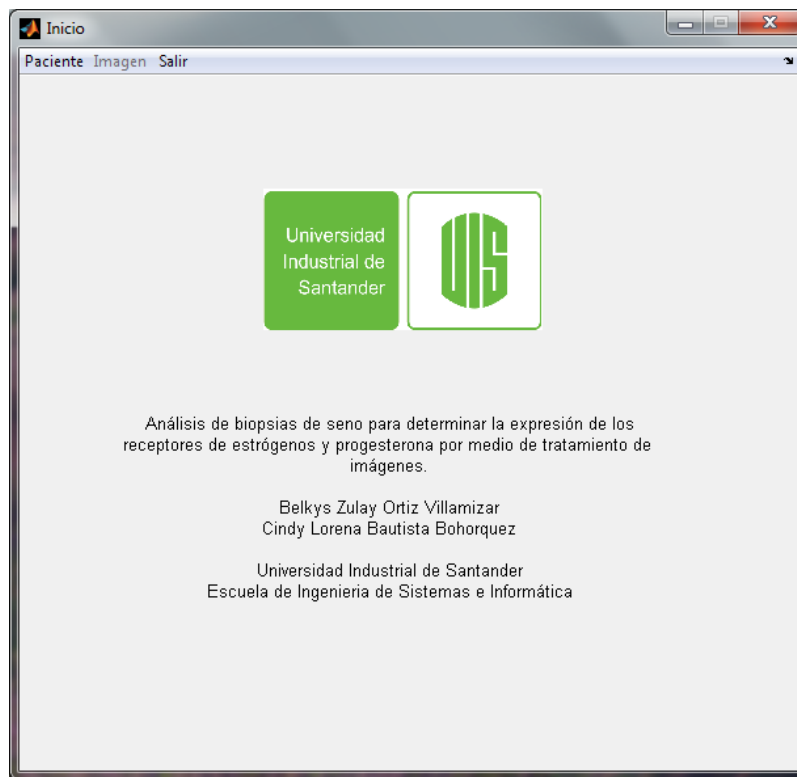 Inicio
Paciente Imagen Salir
Universidad
Industrial de
Santander
UIS
Análisis de biopsias de seno para determinar la expresión de los
receptores de estrógenos y progesterona por medio de tratamiento de
imágenes.
Belkys Zulay Ortiz Villamizar
Cindy Lorena Bautista Bohorquez
Universidad Industrial de Santander
Escuela de Ingenieria de Sistemas e Informática